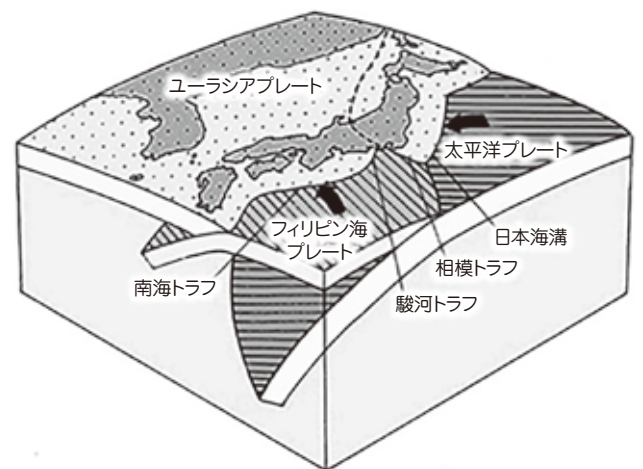 ユーラシアプレート
太平洋プレート
フィリピン海
プレート
日本海溝
相模トラフ
南海トラフ
駿河トラフ